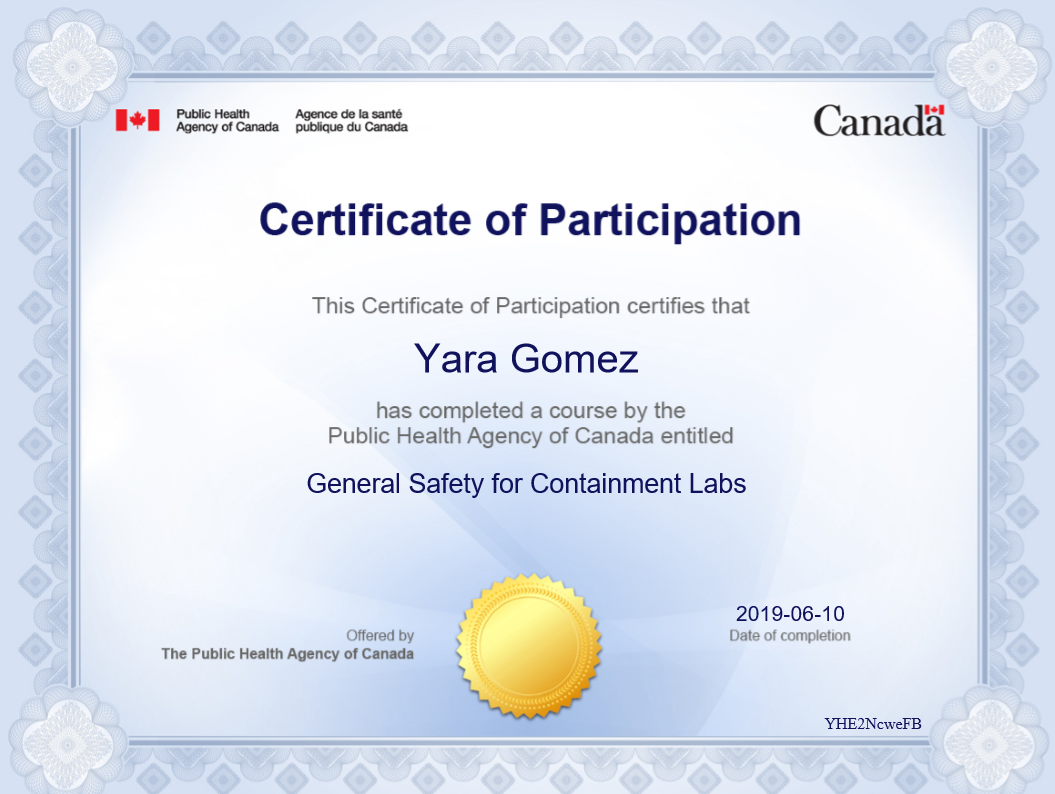 Public Health
Agency of Canada
Agence de la santé
publique du Canada
Canada
Certificate of Participation
This Certificate of Participation certifies that
Yara Gomez
has completed a course by the
Public Health Agency of Canada entitled
General Safety for Containment Labs
Offered by
The Public Health Agency of Canada
2019-06-10
Date of completion
YHE2NcweFB